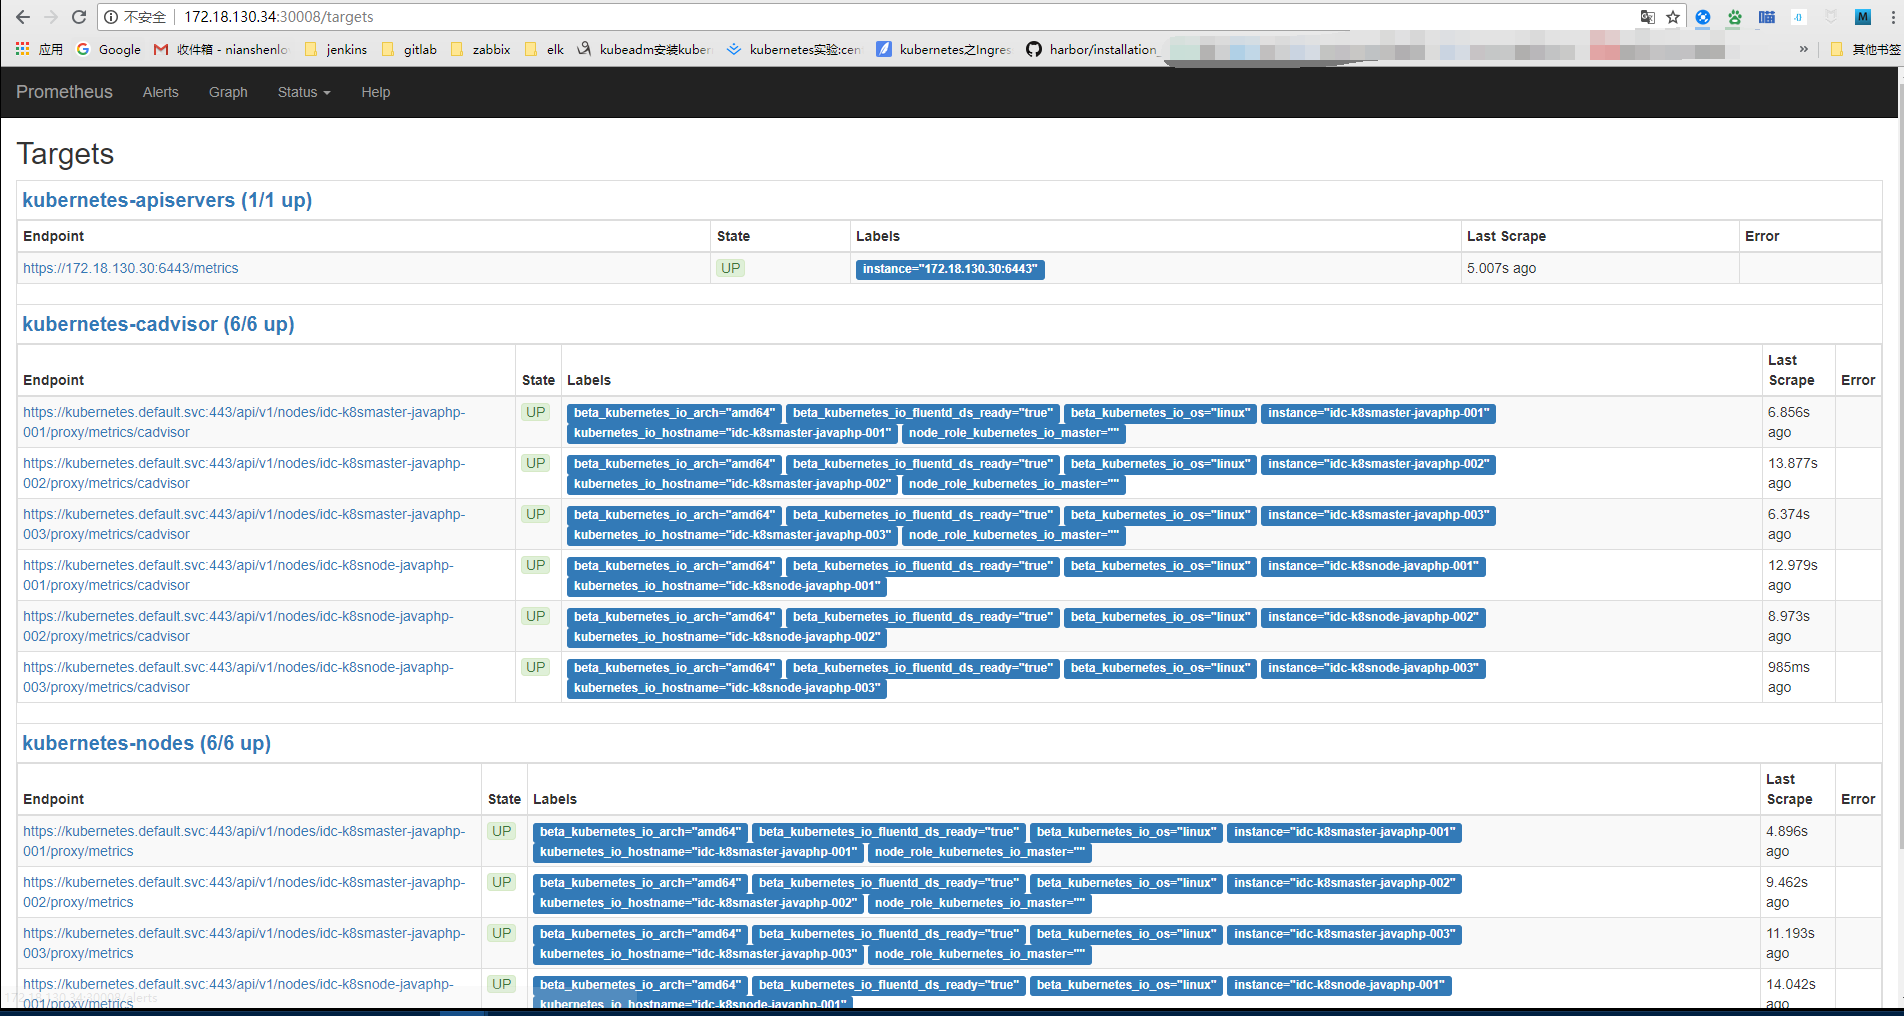 不安全 172.18.130.34:30008/targets
应用 Google 收件箱 - nianshenlo jenkins gitlab zabbix elk kubeadm安装kuber kubernetes实验:cen kubernetes之Ingres harbor/installation_ » 其他书签
Prometheus Alerts Graph Status Help
Targets
kubernetes-apiservers (1/1 up)
Endpoint State Labels Last Scrape Error
https://172.18.130.30:6443/metrics UP instance="172.18.130.30:6443" 5.007s ago
kubernetes-cadvisor (6/6 up)
Endpoint State Labels Last Scrape Error
https://kubernetes.default.svc:443/api/v1/nodes/idc-k8smaster-javaphp- UP beta_kubernetes_io_arch="amd64" beta_kubernetes_io_fluentd_ds_ready="true" beta_kubernetes_io_os="linux" instance="idc-k8smaster-javaphp-001" 6.856s
001/proxy/metrics/cadvisor kubernetes_io_hostname="idc-k8smaster-javaphp-001" node_role_kubernetes_io_master="" ago
https://kubernetes.default.svc:443/api/v1/nodes/idc-k8smaster-javaphp- UP beta_kubernetes_io_arch="amd64" beta_kubernetes_io_fluentd_ds_ready="true" beta_kubernetes_io_os="linux" instance="idc-k8smaster-javaphp-002" 13.877s
002/proxy/metrics/cadvisor kubernetes_io_hostname="idc-k8smaster-javaphp-002" node_role_kubernetes_io_master="" ago
https://kubernetes.default.svc:443/api/v1/nodes/idc-k8smaster-javaphp- UP beta_kubernetes_io_arch="amd64" beta_kubernetes_io_fluentd_ds_ready="true" beta_kubernetes_io_os="linux" instance="idc-k8smaster-javaphp-003" 6.374s
003/proxy/metrics/cadvisor kubernetes_io_hostname="idc-k8smaster-javaphp-003" node_role_kubernetes_io_master="" ago
https://kubernetes.default.svc:443/api/v1/nodes/idc-k8snode-javaphp- UP beta_kubernetes_io_arch="amd64" beta_kubernetes_io_fluentd_ds_ready="true" beta_kubernetes_io_os="linux" instance="idc-k8snode-javaphp-001" 12.979s
001/proxy/metrics/cadvisor kubernetes_io_hostname="idc-k8snode-javaphp-001" ago
https://kubernetes.default.svc:443/api/v1/nodes/idc-k8snode-javaphp- UP beta_kubernetes_io_arch="amd64" beta_kubernetes_io_fluentd_ds_ready="true" beta_kubernetes_io_os="linux" instance="idc-k8snode-javaphp-002" 8.973s
002/proxy/metrics/cadvisor kubernetes_io_hostname="idc-k8snode-javaphp-002" ago
https://kubernetes.default.svc:443/api/v1/nodes/idc-k8snode-javaphp- UP beta_kubernetes_io_arch="amd64" beta_kubernetes_io_fluentd_ds_ready="true" beta_kubernetes_io_os="linux" instance="idc-k8snode-javaphp-003" 985ms
003/proxy/metrics/cadvisor kubernetes_io_hostname="idc-k8snode-javaphp-003" ago
kubernetes-nodes (6/6 up)
Endpoint State Labels Last Scrape Error
https://kubernetes.default.svc:443/api/v1/nodes/idc-k8smaster-javaphp- UP beta_kubernetes_io_arch="amd64" beta_kubernetes_io_fluentd_ds_ready="true" beta_kubernetes_io_os="linux" instance="idc-k8smaster-javaphp-001" 4.896s
001/proxy/metrics kubernetes_io_hostname="idc-k8smaster-javaphp-001" node_role_kubernetes_io_master="" ago
https://kubernetes.default.svc:443/api/v1/nodes/idc-k8smaster-javaphp- UP beta_kubernetes_io_arch="amd64" beta_kubernetes_io_fluentd_ds_ready="true" beta_kubernetes_io_os="linux" instance="idc-k8smaster-javaphp-002" 9.462s
002/proxy/metrics kubernetes_io_hostname="idc-k8smaster-javaphp-002" node_role_kubernetes_io_master="" ago
https://kubernetes.default.svc:443/api/v1/nodes/idc-k8smaster-javaphp- UP beta_kubernetes_io_arch="amd64" beta_kubernetes_io_fluentd_ds_ready="true" beta_kubernetes_io_os="linux" instance="idc-k8smaster-javaphp-003" 11.193s
003/proxy/metrics kubernetes_io_hostname="idc-k8smaster-javaphp-003" node_role_kubernetes_io_master="" ago
https://kubernetes.default.svc:443/api/v1/nodes/idc-k8snode-javaphp- UP beta_kubernetes_io_arch="amd64" beta_kubernetes_io_fluentd_ds_ready="true" beta_kubernetes_io_os="linux" instance="idc-k8snode-javaphp-001" 14.042s
001/proxy/metrics kubernetes_io_hostname="idc-k8snode-javaphp-001" ago
172.18.130.34:30008/alerts